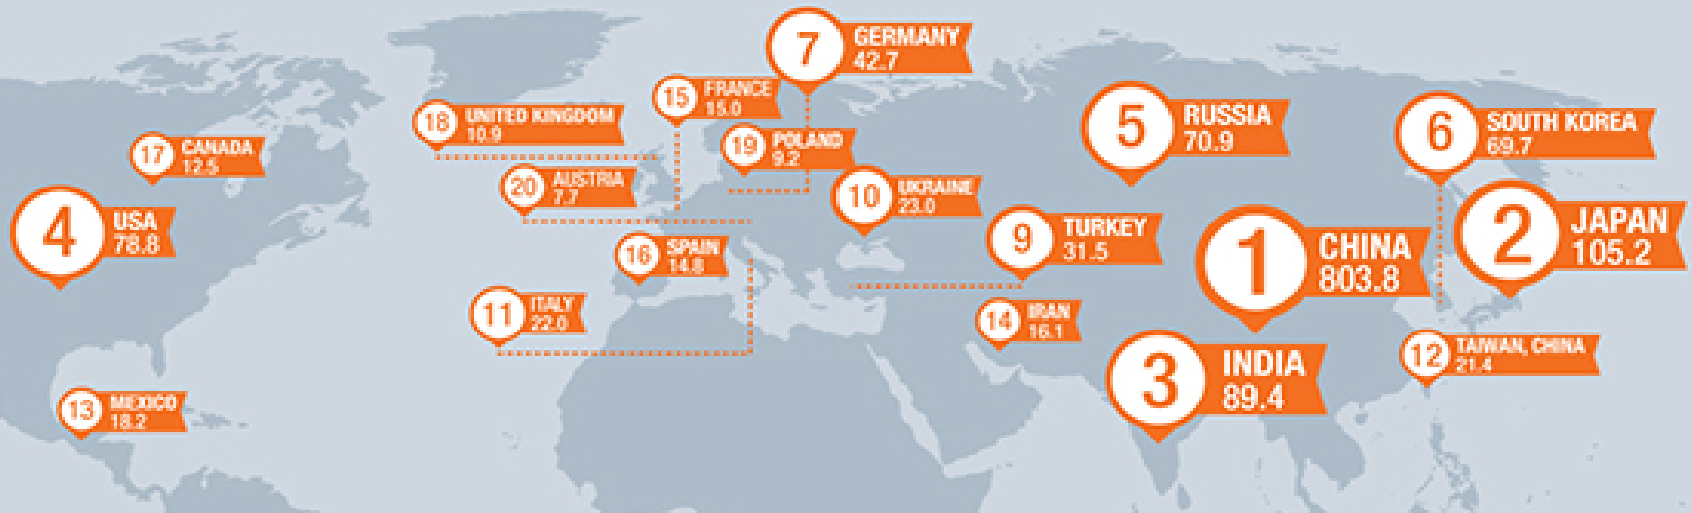 7
GERMANY
42.7
15
FRANCE
15.0
18
UNITED KINGDOM
10.9
5
RUSSIA
70.9
6
SOUTH KOREA
69.7
17
CANADA
12.5
19
POLAND
9.2
20
AUSTRIA
7.7
10
UKRAINE
23.0
4
USA
78.8
9
TURKEY
31.5
1
CHINA
803.8
2
JAPAN
105.2
16
SPAIN
14.8
11
ITALY
22.0
14
IRAN
16.1
12
TAIWAN, CHINA
21.4
3
INDIA
89.4
13
MEXICO
18.2